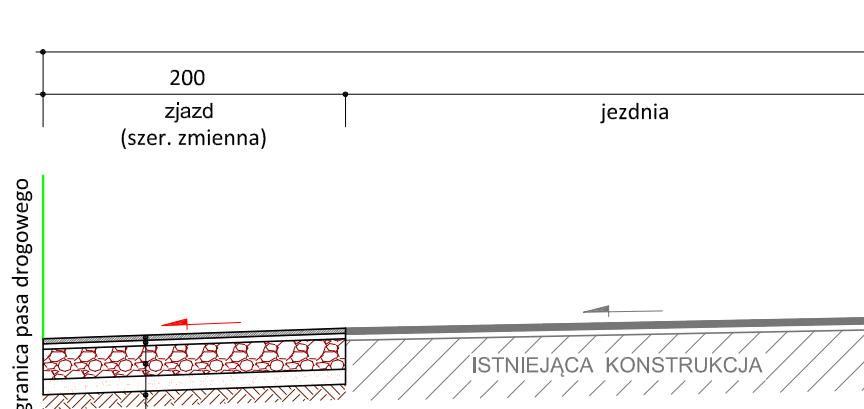 200
zjazd
(szer. zmienna)
jezdnia
granica pasa drogowego
ISTNIEJĄCA KONSTRUKCJA